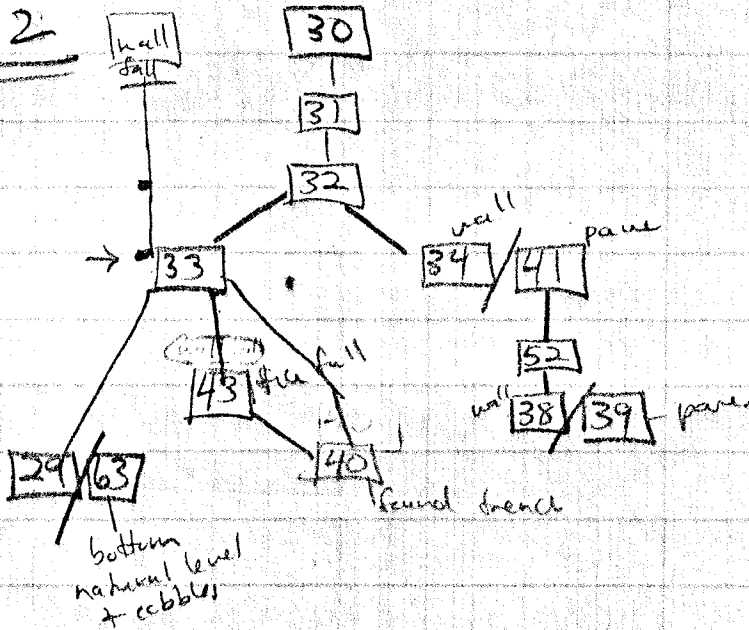 2
wall
fall
30
31
32
wall
pave
→ 33
34 / 41
52
43
fall
wall
38 / 39
pave
29 / 63
40
found trench
bottom
natural level
+ cobbles